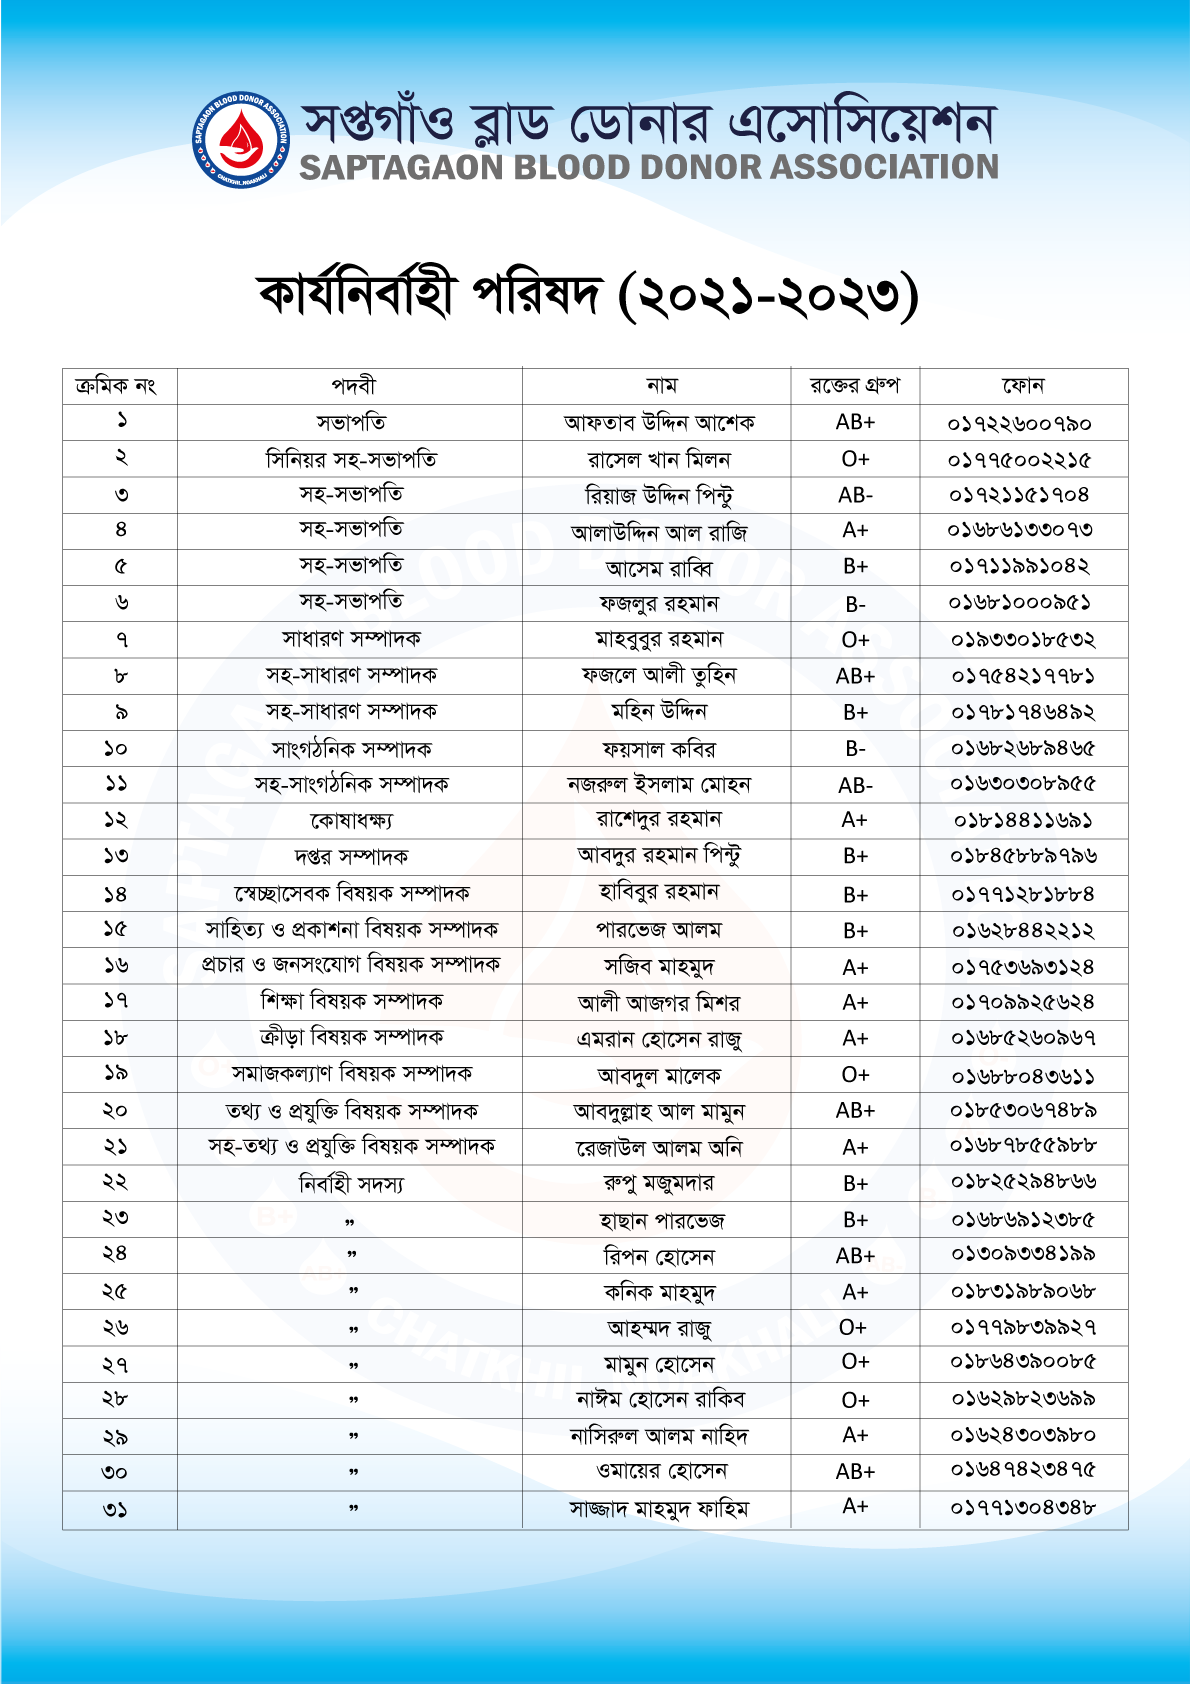 সপ্তগাঁও ব্লাড ডোনার এসোসিয়েশন
SAPTAGAON BLOOD DONOR ASSOCIATION
SAPTAGAON BLOOD DONOR ASSOCIATION
CHATKHIL, NOAKHALI
কার্যনির্বাহী পরিষদ (২০২১-২০২৩)
ক্রমিক নং পদবী নাম রক্তের গ্রুপ ফোন
১ সভাপতি আফতাব উদ্দিন আশেক AB+ ০১৭২২৬০০৭৯০
২ সিনিয়র সহ-সভাপতি রাসেল খান মিলন O+ ০১৭৭৫০০২২১৫
৩ সহ-সভাপতি রিয়াজ উদ্দিন পিন্টু AB- ০১৭২১১৫১৭০৪
৪ সহ-সভাপতি আলাউদ্দিন আল রাজি A+ ০১৬৮৬১৩৩০৭৩
৫ সহ-সভাপতি আসেম রাব্বি B+ ০১৭১১৯৯১০৪২
৬ সহ-সভাপতি ফজলুর রহমান B- ০১৬৮১০০০৯৫১
৭ সাধারণ সম্পাদক মাহবুবুর রহমান O+ ০১৯৩৩০১৮৫৩২
৮ সহ-সাধারণ সম্পাদক ফজলে আলী তুহিন AB+ ০১৭৫৪২১৭৭৮১
৯ সহ-সাধারণ সম্পাদক মহিন উদ্দিন B+ ০১৭৮১৭৪৬৪৯২
১০ সাংগঠনিক সম্পাদক ফয়সাল কবির B- ০১৬৮২৬৮৯৪৬৫
১১ সহ-সাংগঠনিক সম্পাদক নজরুল ইসলাম মোহন AB- ০১৬৩০৩০৮৯৫৫
১২ কোষাধক্ষ্য রাশেদুর রহমান A+ ০১৮১৪৪১১৬৯১
১৩ দপ্তর সম্পাদক আবদুর রহমান পিন্টু B+ ০১৮৪৫৮৮৯৭৯৬
১৪ স্বেচ্ছাসেবক বিষয়ক সম্পাদক হাবিবুর রহমান B+ ০১৭৭১২৮১৮৮৪
১৫ সাহিত্য ও প্রকাশনা বিষয়ক সম্পাদক পারভেজ আলম B+ ০১৬২৮৪৪২২১২
১৬ প্রচার ও জনসংযোগ বিষয়ক সম্পাদক সজিব মাহমুদ A+ ০১৭৫৩৬৯৩১২৪
১৭ শিক্ষা বিষয়ক সম্পাদক আলী আজগর মিশর A+ ০১৭০৯৯২৫৬২৪
১৮ ক্রীড়া বিষয়ক সম্পাদক এমরান হোসেন রাজু A+ ০১৬৮৫২৬০৯৬৭
১৯ সমাজকল্যাণ বিষয়ক সম্পাদক আবদুল মালেক O+ ০১৬৮৮০৪৩৬১১
২০ তথ্য ও প্রযুক্তি বিষয়ক সম্পাদক আবদুল্লাহ আল মামুন AB+ ০১৮৫৩০৬৭৪৮৯
২১ সহ-তথ্য ও প্রযুক্তি বিষয়ক সম্পাদক রেজাউল আলম অনি A+ ০১৬৮৭৮৫৫৯৮৮
২২ নির্বাহী সদস্য রুপু মজুমদার B+ ০১৮২৫২৯৪৮৬৬
২৩ ” হাছান পারভেজ B+ ০১৬৮৬৯১২৩৮৫
২৪ ” রিপন হোসেন AB+ ০১৩০৯৩৩৪১৯৯
২৫ ” কনিক মাহমুদ A+ ০১৮৩১৯৮৯০৬৮
২৬ ” আহম্মদ রাজু O+ ০১৭৭৯৮৩৯৯২৭
২৭ ” মামুন হোসেন O+ ০১৮৬৪৩৯০০৮৫
২৮ ” নাঈম হোসেন রাকিব O+ ০১৬২৯৮২৩৬৯৯
২৯ ” নাসিরুল আলম নাহিদ A+ ০১৬২৪৩০৩৯৮০
৩০ ” ওমায়ের হোসেন AB+ ০১৬৪৭৪২৩৪৭৫
৩১ ” সাজ্জাদ মাহমুদ ফাহিম A+ ০১৭৭১৩০৪৩৪৮